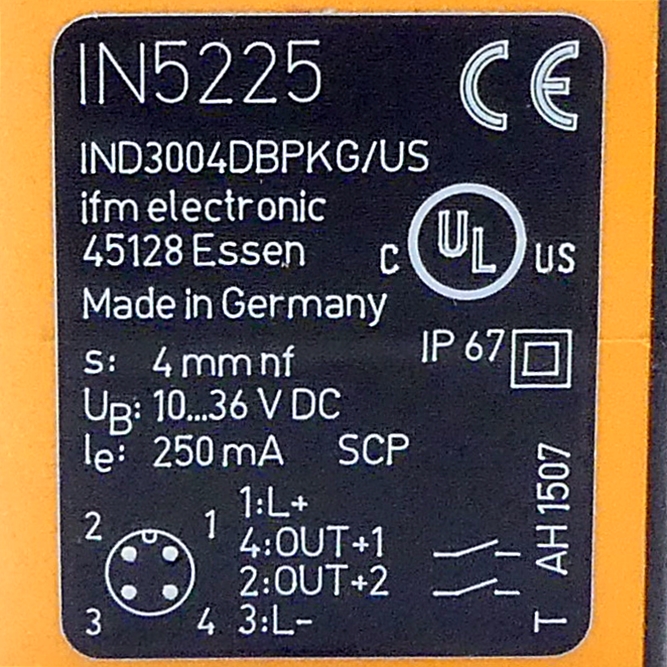 IN5225
CE
IND3004DBPKG/US
ifm electronic
45128 Essen
C UL US
Made in Germany
IP 67
s: 4 mm nf
UB: 10...36 V DC
Ie: 250 mA SCP
2 1
3 4
1:L+
4:OUT+1
2:OUT+2
3:L-
T AH 1507